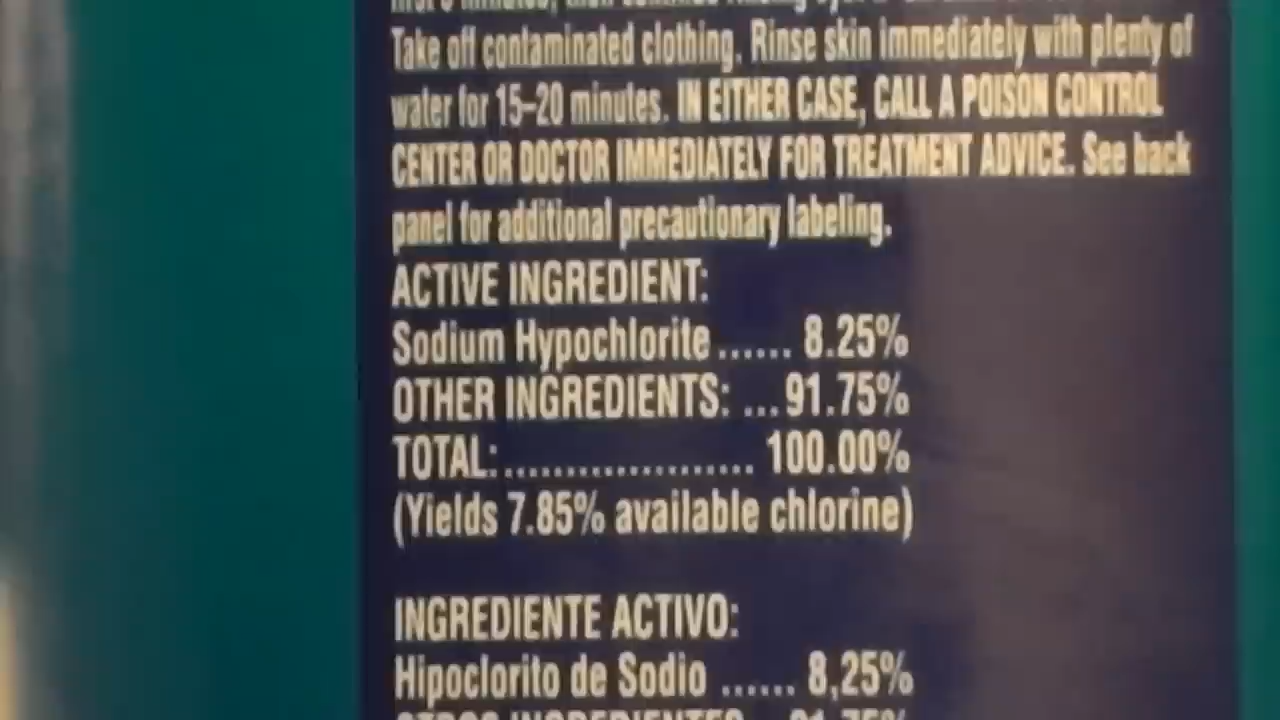 Take off contaminated clothing. Rinse skin immediately with plenty of
water for 15–20 minutes. IN EITHER CASE, CALL A POISON CONTROL
CENTER OR DOCTOR IMMEDIATELY FOR TREATMENT ADVICE. See back
panel for additional precautionary labeling.
ACTIVE INGREDIENT:
Sodium Hypochlorite ...... 8.25%
OTHER INGREDIENTS: ... 91.75%
TOTAL:..................... 100.00%
(Yields 7.85% available chlorine)
INGREDIENTE ACTIVO:
Hipoclorito de Sodio ...... 8,25%